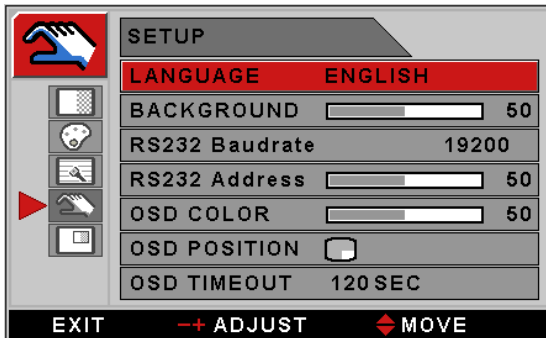 SETUP
LANGUAGE ENGLISH
BACKGROUND 50
RS232 Baudrate 19200
RS232 Address 50
OSD COLOR 50
OSD POSITION
OSD TIMEOUT 120 SEC
EXIT −+ ADJUST MOVE